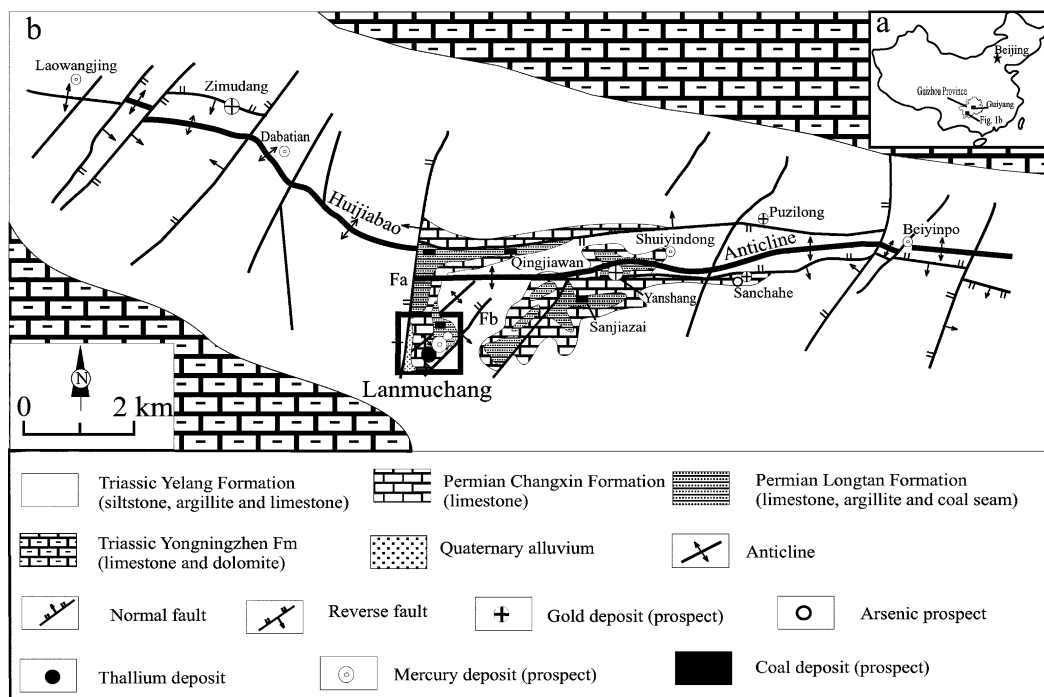 b
a
Laowangjing
Zimudang
Beijing
Guizhou Province
Guiyang
Fig. 1b
Dabatian
Huijiabao
Puzilong
Shuiyindong
Anticline
Beiyinpo
Qingjiawan
Fa
Yanshang
Sanchahe
Fb
Sanjiazai
Lanmuchang
N
0 2 km
Triassic Yelang Formation
(siltstone, argillite and limestone)
Permian Changxin Formation
(limestone)
Permian Longtan Formation
(limestone, argillite and coal seam)
Triassic Yongningzhen Fm
(limestone and dolomite)
Quaternary alluvium
Anticline
Normal fault
Reverse fault
Gold deposit (prospect)
Arsenic prospect
Thallium deposit
Mercury deposit (prospect)
Coal deposit (prospect)